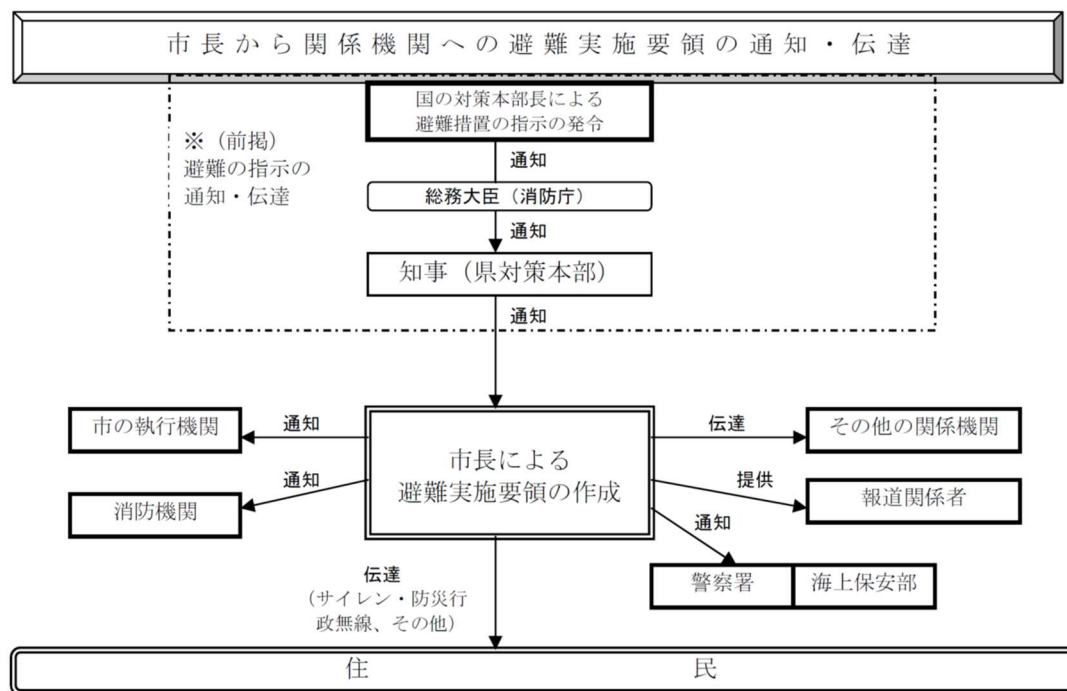 市長から関係機関への避難実施要領の通知・伝達
国の対策本部長による
避難措置の指示の発令
※（前掲）
避難の指示の
通知・伝達
通知
総務大臣（消防庁）
通知
知事（県対策本部）
通知
市の執行機関
通知
市長による
避難実施要領の作成
伝達
その他の関係機関
消防機関
通知
提供
報道関係者
通知
警察署
海上保安部
伝達
（サイレン・防災行
政無線、その他）
住民